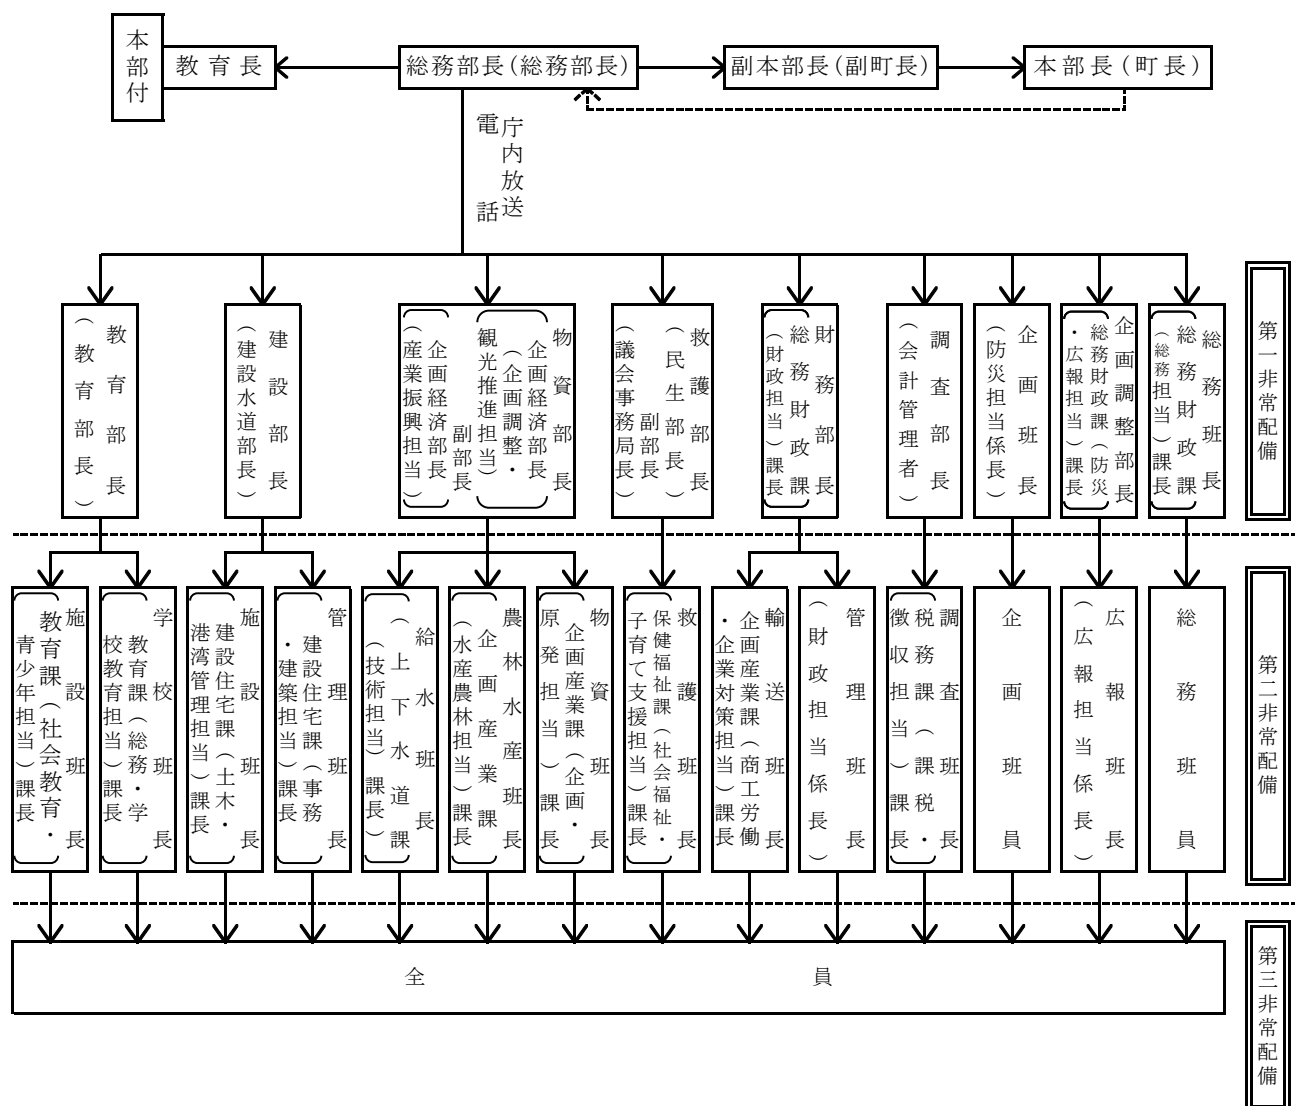 本部付
教育長
総務部長(総務部長)
副本部長(副町長)
本部長(町長)
庁内放送
電話
総務班長
総務財政課
(総務担当)課長
企画調整部長
総務財政課(防災
・広報担当)課長
企画班長
(防災担当係長)
調査部長
(会計管理者)
財務部長
総務財政課
(財政担当)課長
救護部長
(民生部長)
副部長
(議会事務局長)
物資部長
企画経済部長
(企画調整・
観光推進担当)
副部長
企画経済部長
(産業振興担当)
建設部長
(建設水道部長)
教育部長
(教育部長)
第一非常配備
総務班員
広報班長
(広報担当係長)
企画班員
調査班長
税務課(課税・
徴収担当)課長
管理班長
(財政担当係長)
輸送班長
企画産業課(商工労働
・企業対策担当)課長
救護班長
保健福祉課(社会福祉・
子育て支援担当)課長
物資班長
企画産業課(企画・
原発担当)課長
農林水産班長
企画産業課
(水産農林担当)課長
給水班長
(上下水道課
(技術担当)課長)
管理班長
建設住宅課(事務
・建築担当)課長
施設班長
建設住宅課(土木・
港湾管理担当)課長
学校班長
教育課(総務・学
校教育担当)課長
施設班長
教育課(社会教育・
青少年担当)課長
第二非常配備
全員
第三非常配備